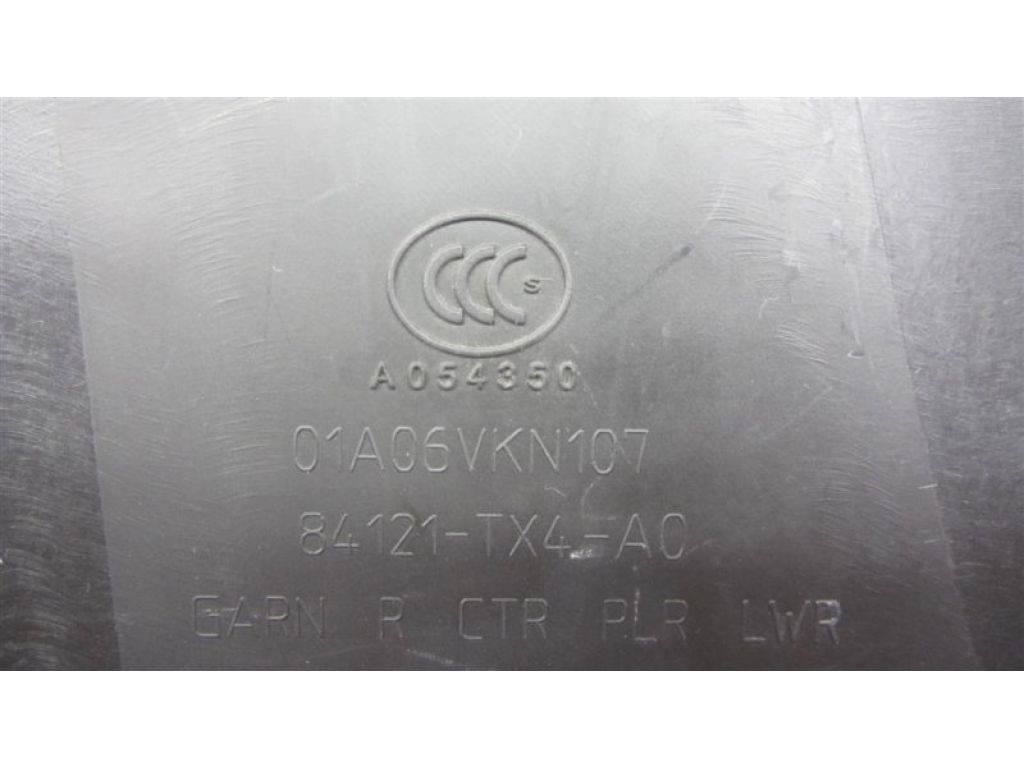 CCC S
A054350
01A06VKN107
84121-TX4-A0
GARN R CTR PLR LWR